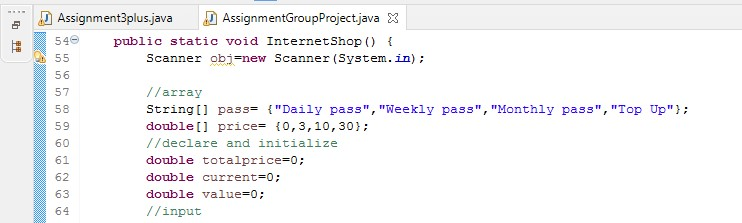 Assignment3plus.java AssignmentGroupProject.java
54 public static void InternetShop() {
55 Scanner obj=new Scanner(System.in);
56
57 //array
58 String[] pass= {"Daily pass","Weekly pass","Monthly pass","Top Up"};
59 double[] price= {0,3,10,30};
60 //declare and initialize
61 double totalprice=0;
62 double current=0;
63 double value=0;
64 //input